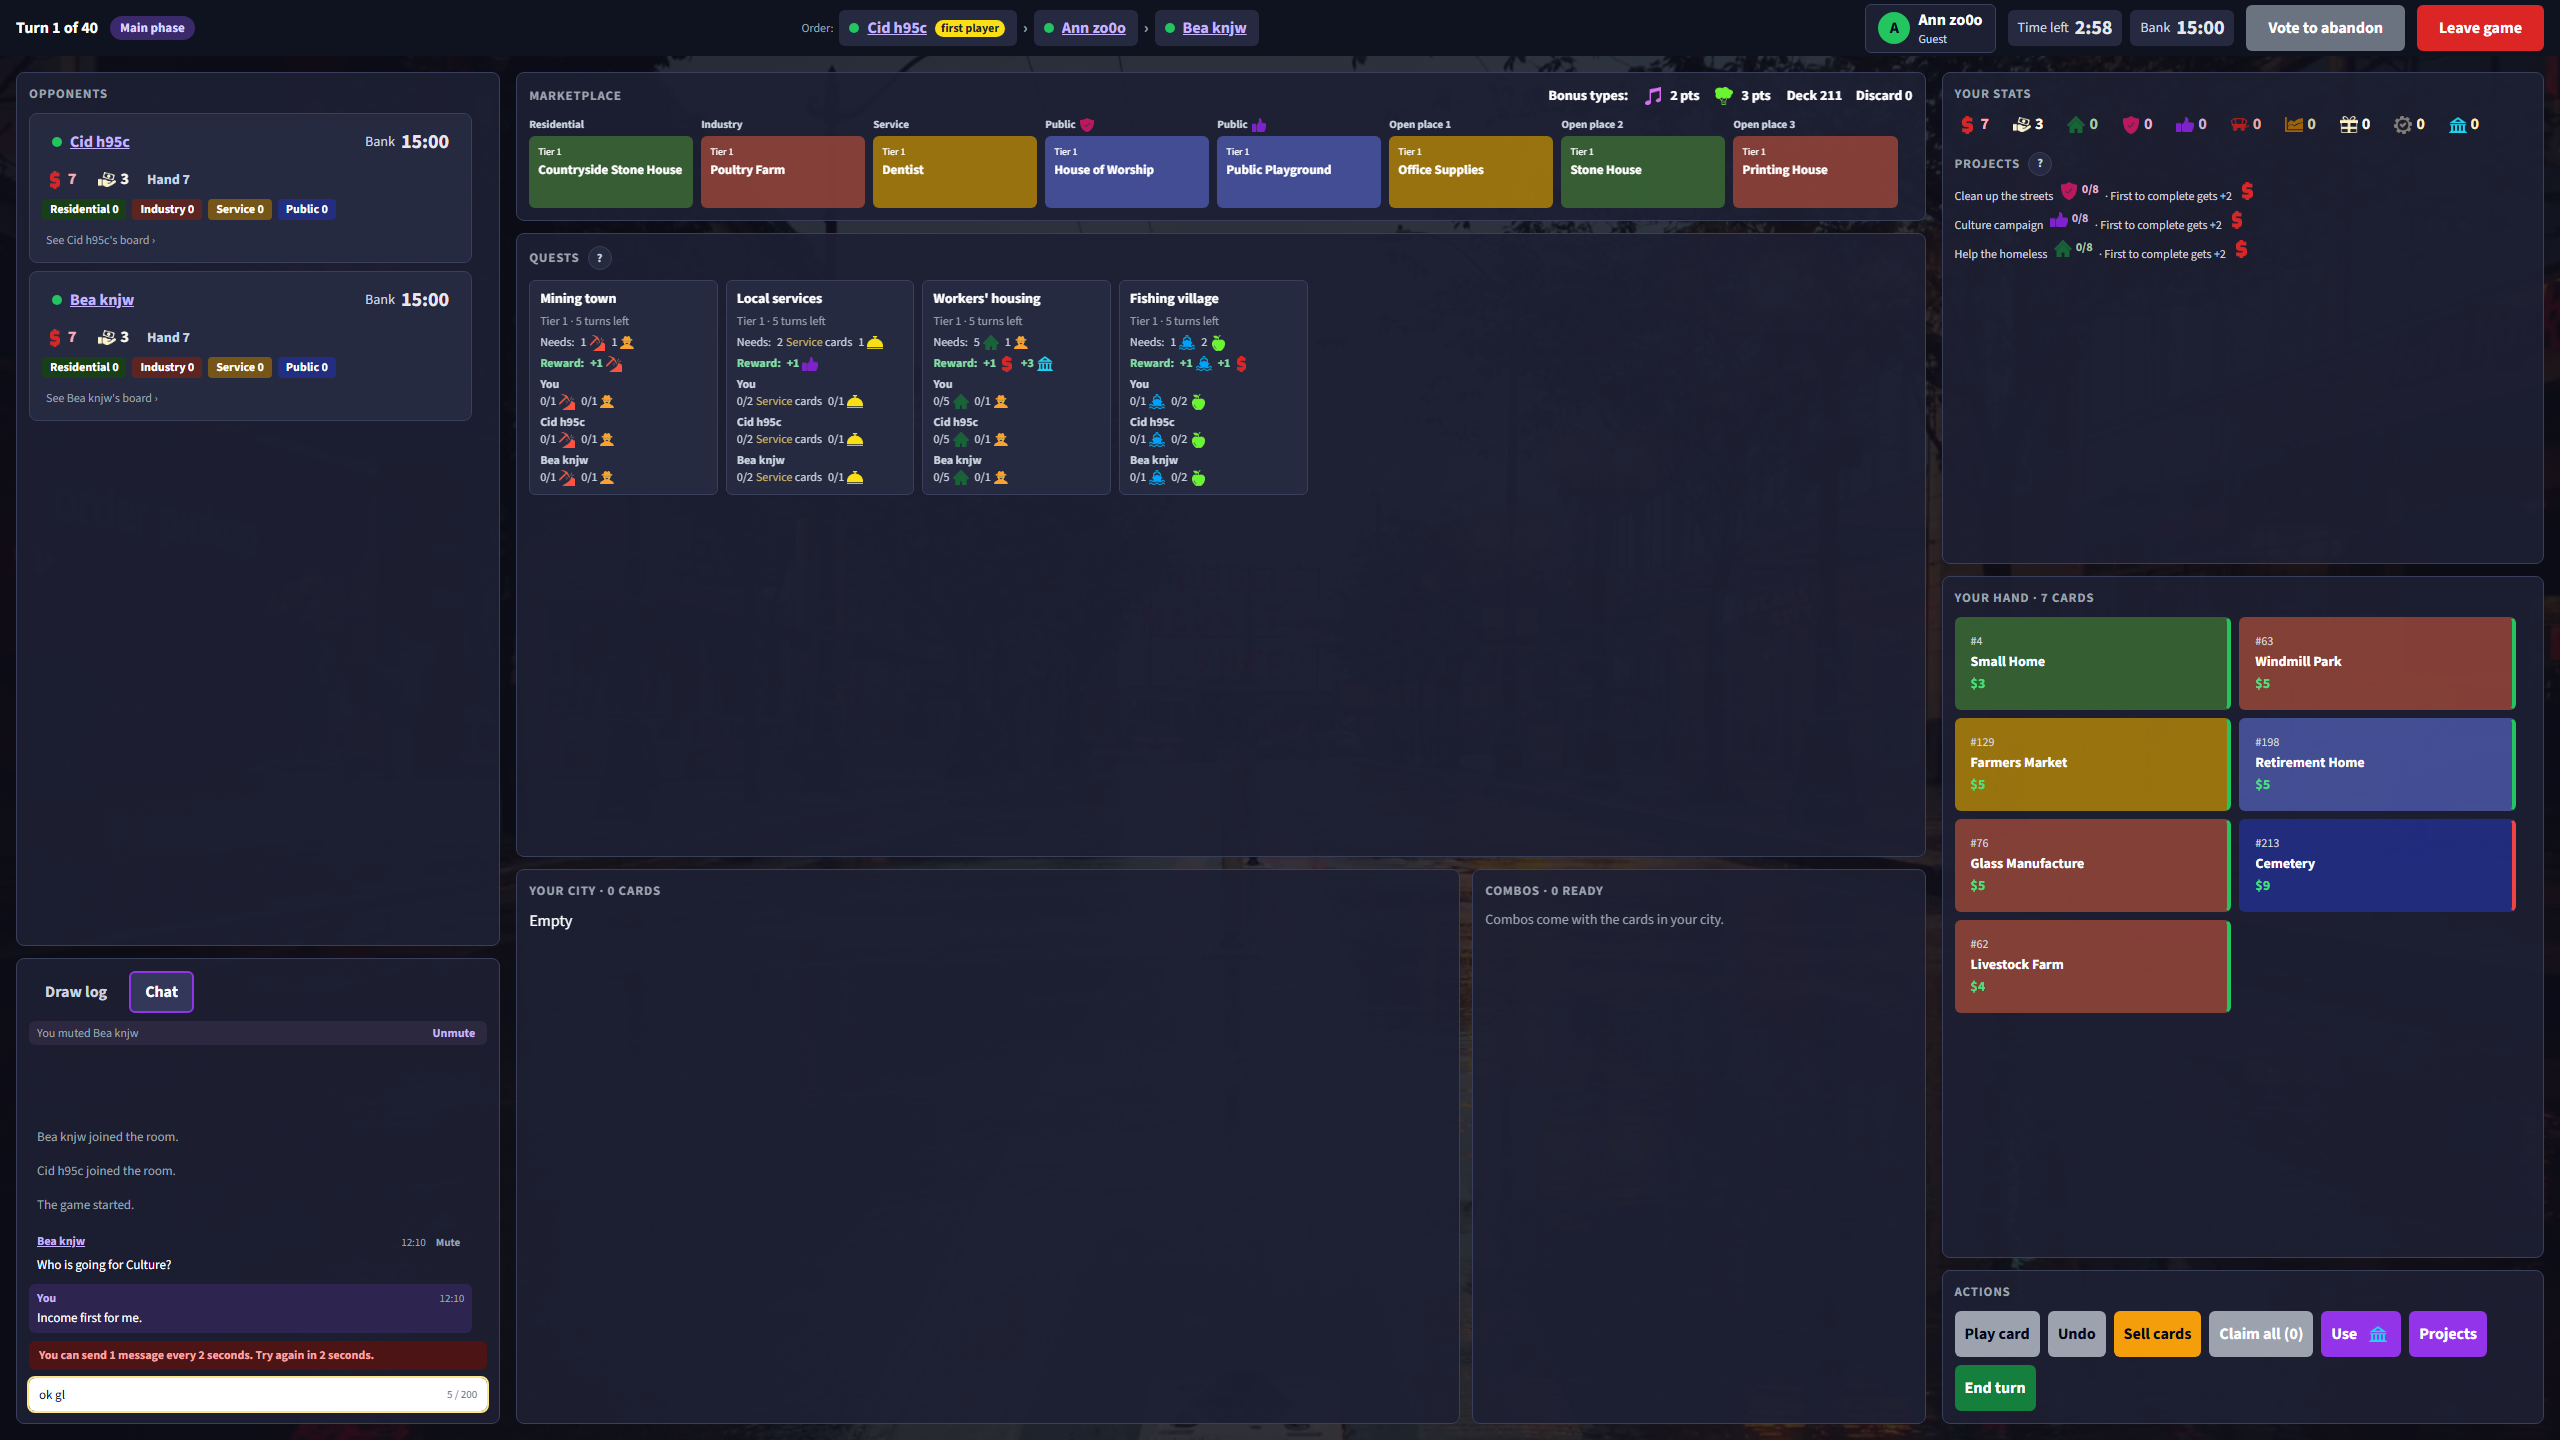 Turn 1 of 40 Main phase
Order: Cid h95c first player › Ann zo0o › Bea knjw
A Ann zo0o
Guest
Time left 2:58
Bank 15:00
Vote to abandon
Leave game
OPPONENTS
Cid h95c Bank 15:00
7 3 Hand 7
Residential 0 Industry 0 Service 0 Public 0
See Cid h95c's board ›
Bea knjw Bank 15:00
7 3 Hand 7
Residential 0 Industry 0 Service 0 Public 0
See Bea knjw's board ›
Draw log Chat
You muted Bea knjw Unmute
Bea knjw joined the room.
Cid h95c joined the room.
The game started.
Bea knjw 12:10 Mute
Who is going for Culture?
You 12:10
Income first for me.
You can send 1 message every 2 seconds. Try again in 2 seconds.
ok gl 5 / 200
MARKETPLACE Bonus types: 2 pts 3 pts Deck 211 Discard 0
Residential Industry Service Public Public Open place 1 Open place 2 Open place 3
Tier 1 Tier 1 Tier 1 Tier 1 Tier 1 Tier 1 Tier 1 Tier 1
Countryside Stone House Poultry Farm Dentist House of Worship Public Playground Office Supplies Stone House Printing House
QUESTS ?
Mining town
Tier 1 · 5 turns left
Needs: 1 1
Reward: +1
You
0/1 0/1
Cid h95c
0/1 0/1
Bea knjw
0/1 0/1
Local services
Tier 1 · 5 turns left
Needs: 2 Service cards 1
Reward: +1
You
0/2 Service cards 0/1
Cid h95c
0/2 Service cards 0/1
Bea knjw
0/2 Service cards 0/1
Workers' housing
Tier 1 · 5 turns left
Needs: 5 1
Reward: +1 +3
You
0/5 0/1
Cid h95c
0/5 0/1
Bea knjw
0/5 0/1
Fishing village
Tier 1 · 5 turns left
Needs: 1 2
Reward: +1 +1
You
0/1 0/2
Cid h95c
0/1 0/2
Bea knjw
0/1 0/2
YOUR CITY · 0 CARDS
Empty
COMBOS · 0 READY
Combos come with the cards in your city.
YOUR STATS
$ 7 3 0 0 0 0 0 0 0 0
PROJECTS ?
Clean up the streets 0/8 · First to complete gets +2
Culture campaign 0/8 · First to complete gets +2
Help the homeless 0/8 · First to complete gets +2
YOUR HAND · 7 CARDS
#4
Small Home
$3
#63
Windmill Park
$5
#129
Farmers Market
$5
#198
Retirement Home
$5
#76
Glass Manufacture
$5
#213
Cemetery
$9
#62
Livestock Farm
$4
ACTIONS
Play card Undo Sell cards Claim all (0) Use Projects
End turn